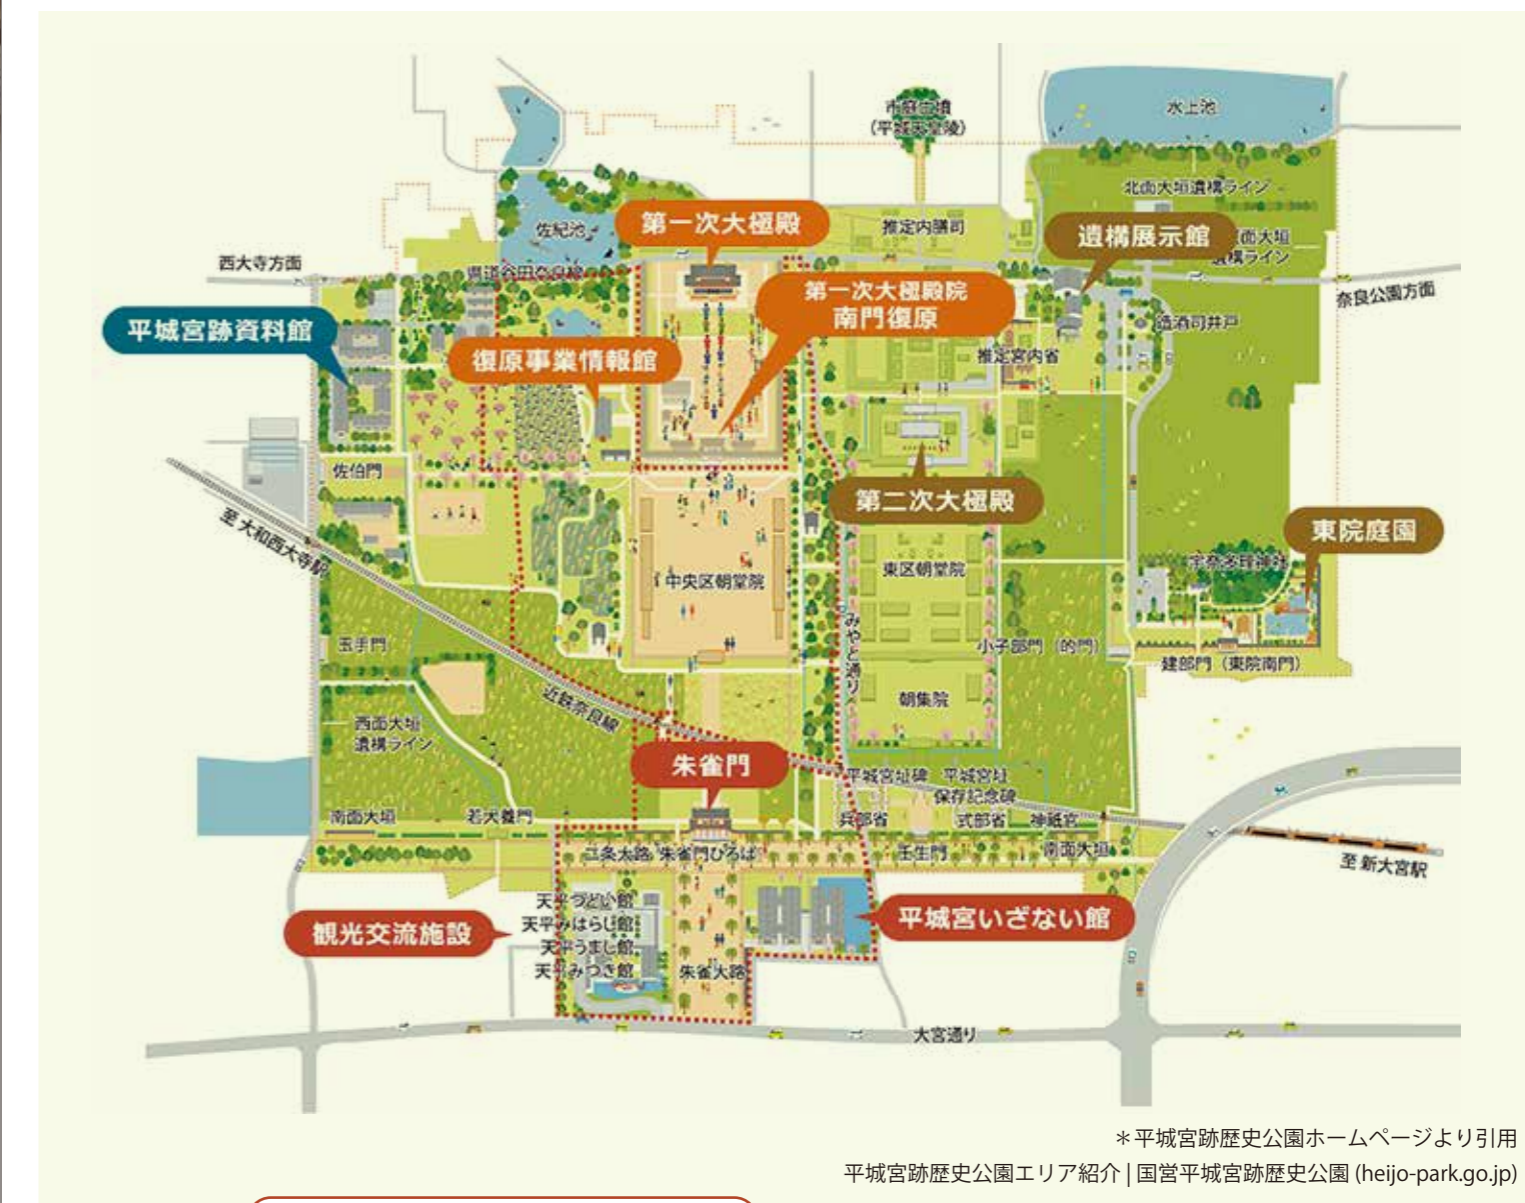 市庭古墳
(平城天皇陵)
水上池
北面大垣遺構ライン
佐紀池
第一次大極殿
推定内膳司
遺構展示館
面大垣
遺構ライン
西大寺方面
県道谷田奈良線
奈良公園方面
第一次大極殿院
南門復原
平城宮跡資料館
造酒司井戸
復原事業情報館
推定宮内省
佐伯門
第二次大極殿
至 大和西大寺駅
東院庭園
宇奈多理神社
中央区朝堂院
東区朝堂院
みやと通り
玉手門
小子部門 (的門)
建部門 (東院南門)
近鉄奈良線
朝集院
西面大垣
遺構ライン
朱雀門
平城宮址碑
平城宮址
保存記念碑
南面大垣
若犬養門
兵部省
式部省
神祇官
二条大路
朱雀門ひろば
壬生門
南面大垣
至 新大宮駅
天平つどい館
天平みはらし館
天平うまし館
天平みつき館
観光交流施設
平城宮いざない館
朱雀大路
大宮通り
＊平城宮跡歴史公園ホームページより引用
平城宮跡歴史公園エリア紹介 | 国営平城宮跡歴史公園 (heijo-park.go.jp)